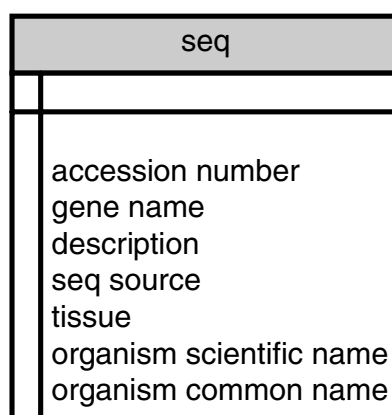 seq
accession number
gene name
description
seq source
tissue
organism scientific name
organism common name